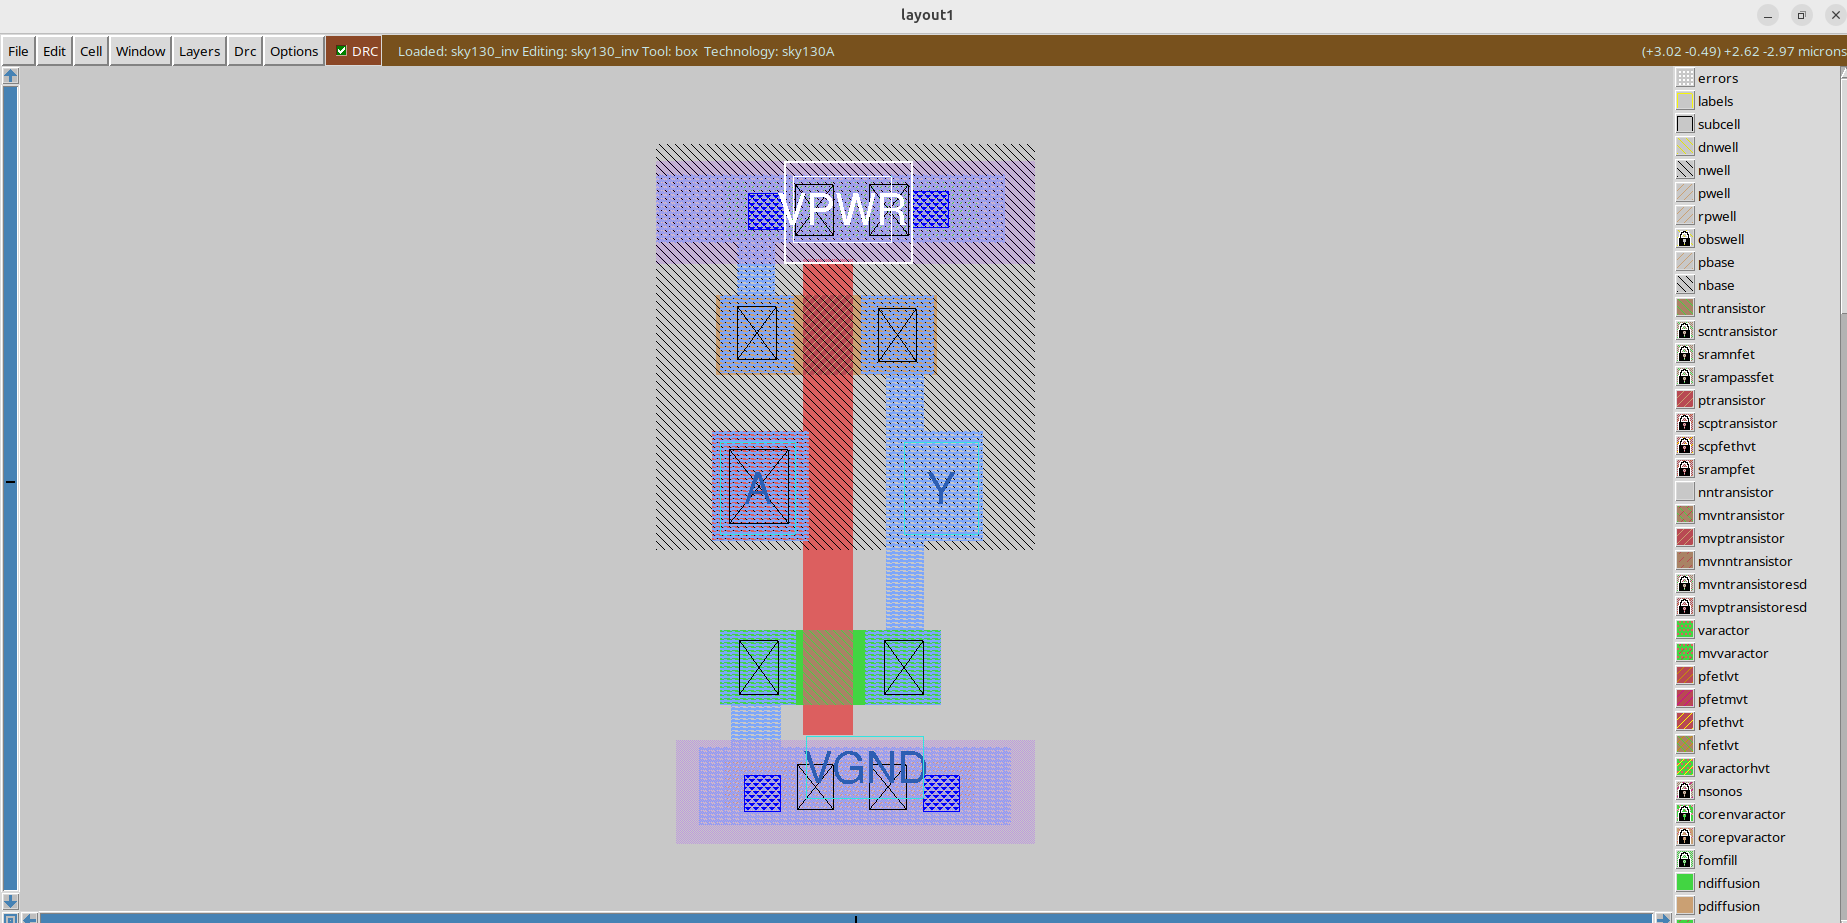 layout1
File Edit Cell Window Layers Drc Options DRC Loaded: sky130_inv Editing: sky130_inv Tool: box Technology: sky130A (+3.02 -0.49) +2.62 -2.97 microns
VPWR
A
Y
VGND
errors
labels
subcell
dnwell
nwell
pwell
rpwell
obswell
pbase
nbase
ntransistor
scntransistor
sramnfet
srampassfet
ptransistor
scptransistor
scpfethvt
srampfet
nntransistor
mvntransistor
mvptransistor
mvnntransistor
mvntransistoresd
mvptransistoresd
varactor
mvvaractor
pfetlvt
pfetmvt
pfethvt
nfetlvt
varactorhvt
nsonos
corenvaractor
corepvaractor
fomfill
ndiffusion
pdiffusion